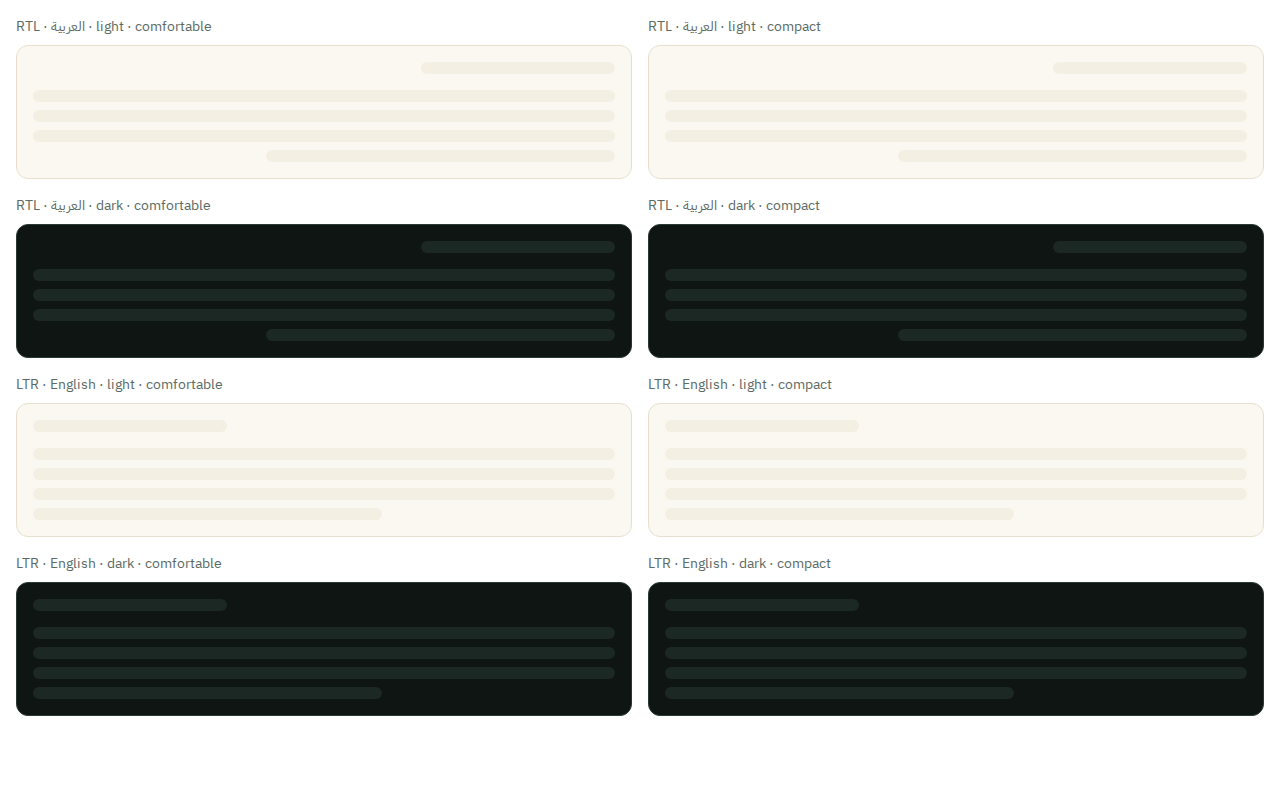 RTL · العربية · light · comfortable
RTL · العربية · light · compact
RTL · العربية · dark · comfortable
RTL · العربية · dark · compact
LTR · English · light · comfortable
LTR · English · light · compact
LTR · English · dark · comfortable
LTR · English · dark · compact